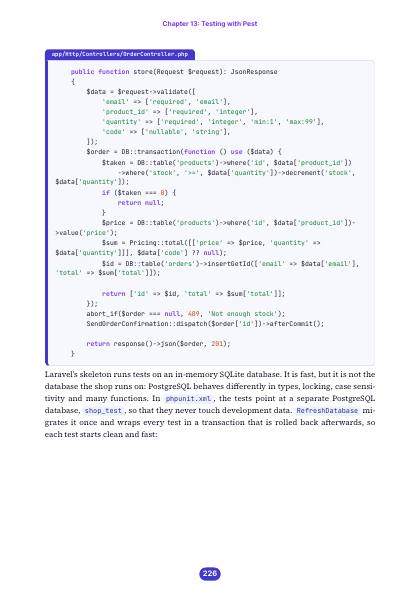 Chapter 13: Testing with Pest
app/Http/Controllers/OrderController.php
public function store(Request $request): JsonResponse
{
$data = $request->validate([
'email' => ['required', 'email'],
'product_id' => ['required', 'integer'],
'quantity' => ['required', 'integer', 'min:1', 'max:99'],
'code' => ['nullable', 'string'],
]);
$order = DB::transaction(function () use ($data) {
$taken = DB::table('products')->where('id', $data['product_id'])
->where('stock', '>=', $data['quantity'])->decrement('stock',
$data['quantity']);
if ($taken === 0) {
return null;
}
$price = DB::table('products')->where('id', $data['product_id'])-
>value('price');
$sum = Pricing::total([['price' => $price, 'quantity' =>
$data['quantity']]], $data['code'] ?? null);
$id = DB::table('orders')->insertGetId(['email' => $data['email'],
'total' => $sum['total']]);
return ['id' => $id, 'total' => $sum['total']];
});
abort_if($order === null, 409, 'Not enough stock');
SendOrderConfirmation::dispatch($order['id'])->afterCommit();
return response()->json($order, 201);
}
Laravel's skeleton runs tests on an in-memory SQLite database. It is fast, but it is not the
database the shop runs on: PostgreSQL behaves differently in types, locking, case sensi-
tivity and many functions. In phpunit.xml, the tests point at a separate PostgreSQL
database, shop_test, so that they never touch development data. RefreshDatabase mi-
grates it once and wraps every test in a transaction that is rolled back afterwards, so
each test starts clean and fast:
226